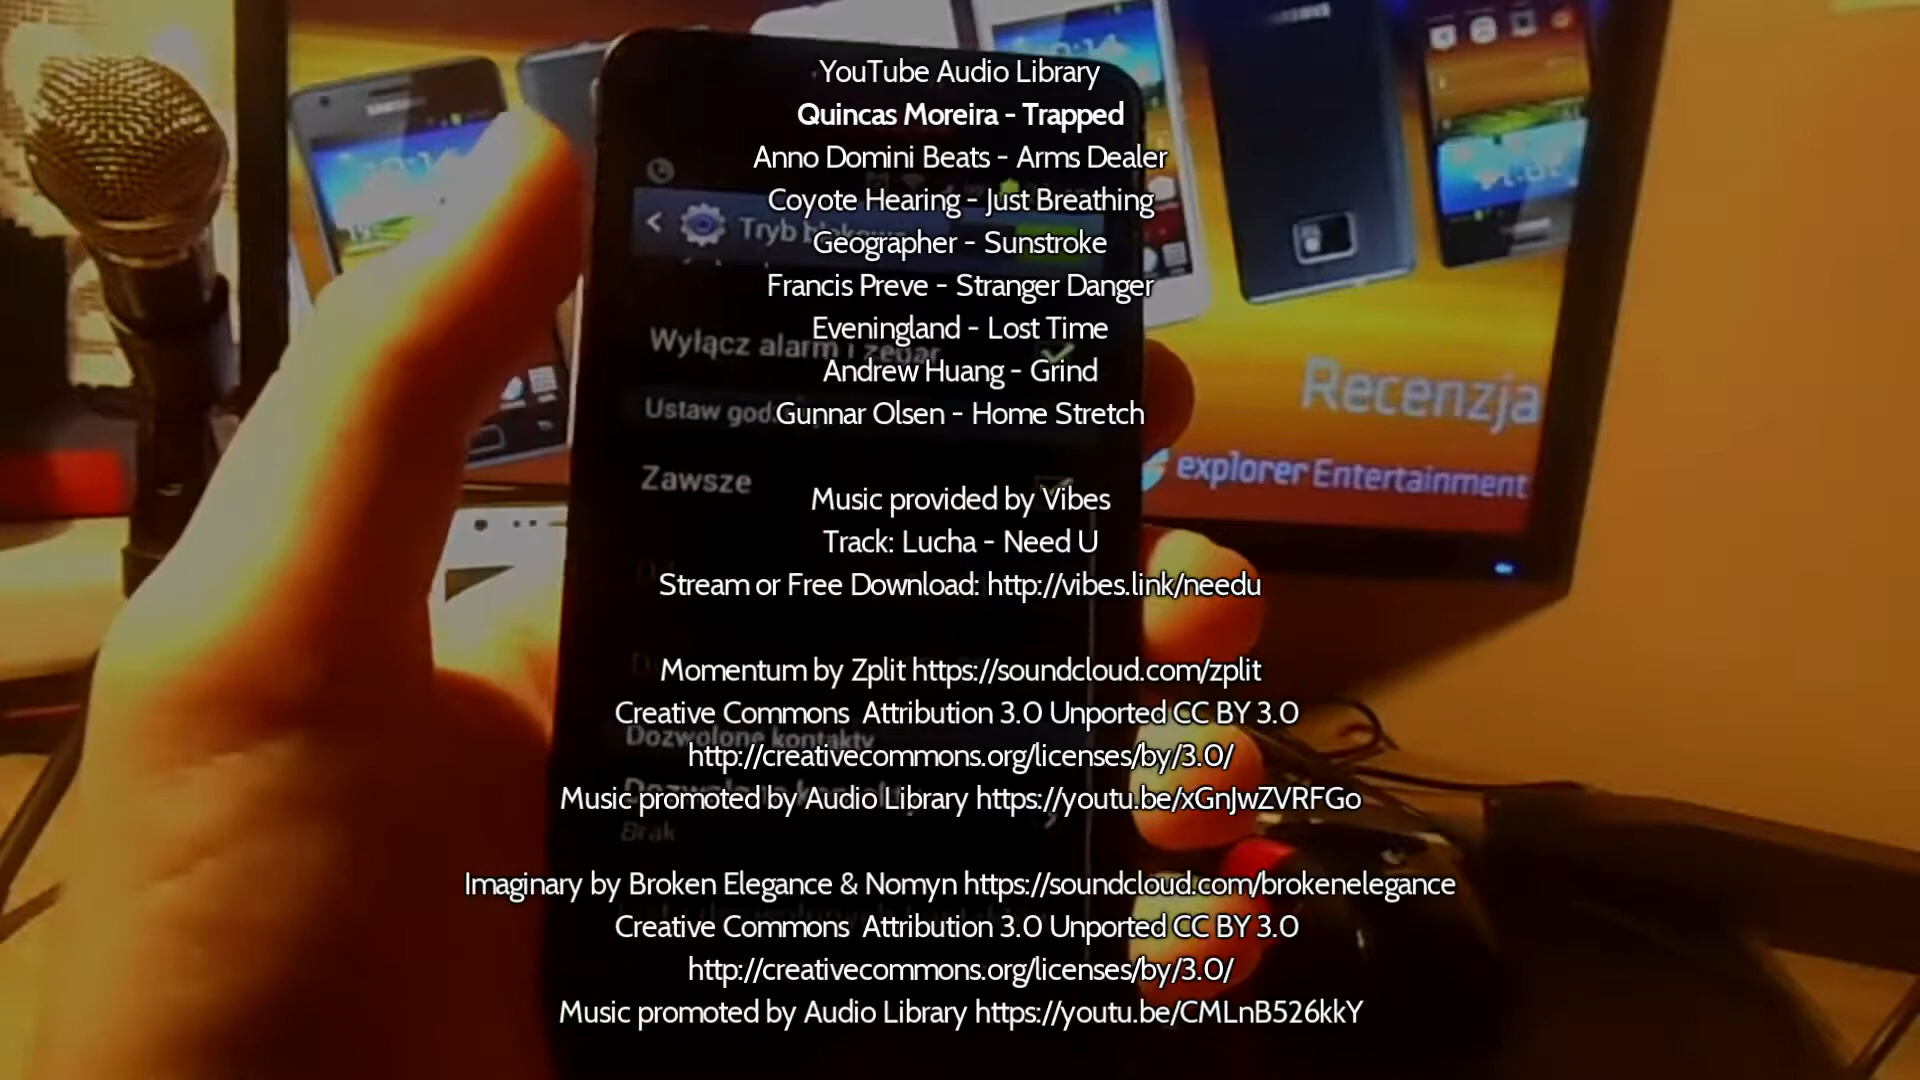 YouTube Audio Library
Quincas Moreira - Trapped
Anno Domini Beats - Arms Dealer
Coyote Hearing - Just Breathing
Geographer - Sunstroke
Francis Preve - Stranger Danger
Eveningland - Lost Time
Andrew Huang - Grind
Gunnar Olsen - Home Stretch
Music provided by Vibes
Track: Lucha - Need U
Stream or Free Download: http://vibes.link/needu
Momentum by Zplit https://soundcloud.com/zplit
Creative Commons  Attribution 3.0 Unported CC BY 3.0
http://creativecommons.org/licenses/by/3.0/
Music promoted by Audio Library https://youtu.be/xGnJwZVRFGo
Imaginary by Broken Elegance & Nomyn https://soundcloud.com/brokenelegance
Creative Commons  Attribution 3.0 Unported CC BY 3.0
http://creativecommons.org/licenses/by/3.0/
Music promoted by Audio Library https://youtu.be/CMLnB526kkY
SAMSUNG
Tryb
Wyłącz alarm i zegar
Ustaw
Zawsze
Dozwolone kontakty
Brak
Recenzja
explorer Entertainment